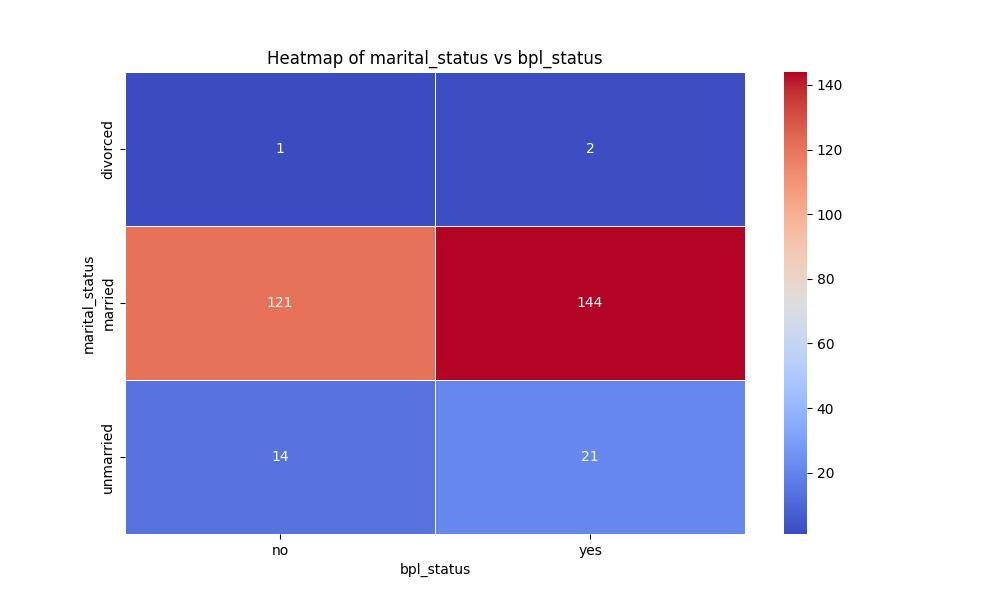 Heatmap of marital_status vs bpl_status
marital_status
divorced
married
unmarried
1 2
121 144
14 21
no yes
bpl_status
140
120
100
80
60
40
20